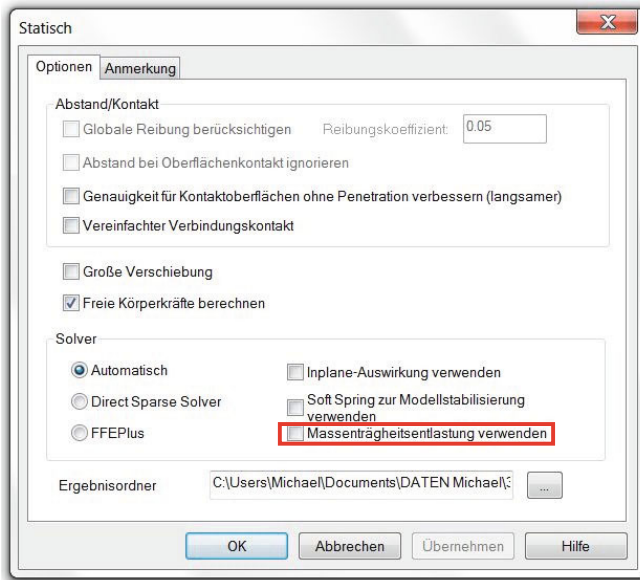 Statisch
Optionen
Anmerkung
Abstand/Kontakt
Globale Reibung berücksichtigen
Reibungskoeffizient:
0.05
Abstand bei Oberflächenkontakt ignorieren
Genauigkeit für Kontaktoberflächen ohne Penetration verbessern (langsamer)
Vereinfachter Verbindungskontakt
Große Verschiebung
Freie Körperkräfte berechnen
Solver
Automatisch
Inplane-Auswirkung verwenden
Direct Sparse Solver
Soft Spring zur Modellstabilisierung
verwenden
FFEPlus
Massenträgheitsentlastung verwenden
Ergebnisordner
C:\Users\Michael\Documents\DATEN Michael\
...
OK
Abbrechen
Übernehmen
Hilfe